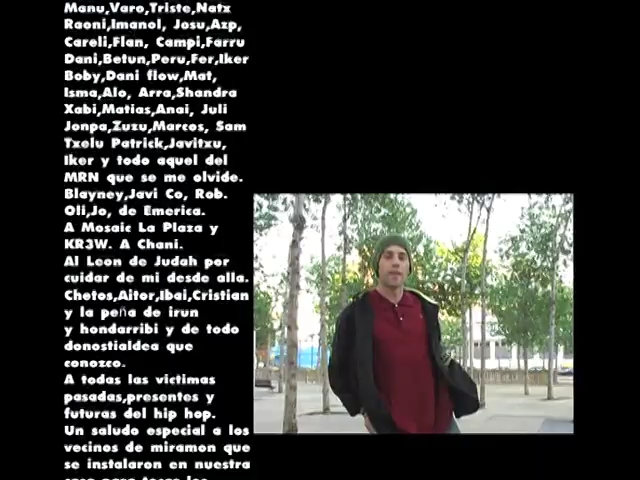 Manu,Varo,Triste,Natx
Raoni,Imanol, Josu,Azp,
Careli,Flan, Campi,Farru
Dani,Betun,Peru,Fer,Iker
Boby,Dani flow,Mat,
Isma,Alo, Arra,Shandra
Xabi,Matias,Anai, Juli
Jonpa,Zuzu,Marcos, Sam
Txelu Patrick,Javitxu,
Iker y todo aquel del
MRN que se me olvide.
Blayney,Javi Co, Rob.
Oli,Jo, de Emerica.
A Mosaic La Plaza y
KR3W. A Chani.
Al Leon de Judah por
cuidar de mi desde alla.
Chetos,Aitor,Ibai,Cristian
y la peña de irun
y hondarribi y de todo
donostialdea que
conozco.
A todas las victimas
pasadas,presentes y
futuras del hip hop.
Un saludo especial a los
vecinos de miramon que
se instalaron en nuestra